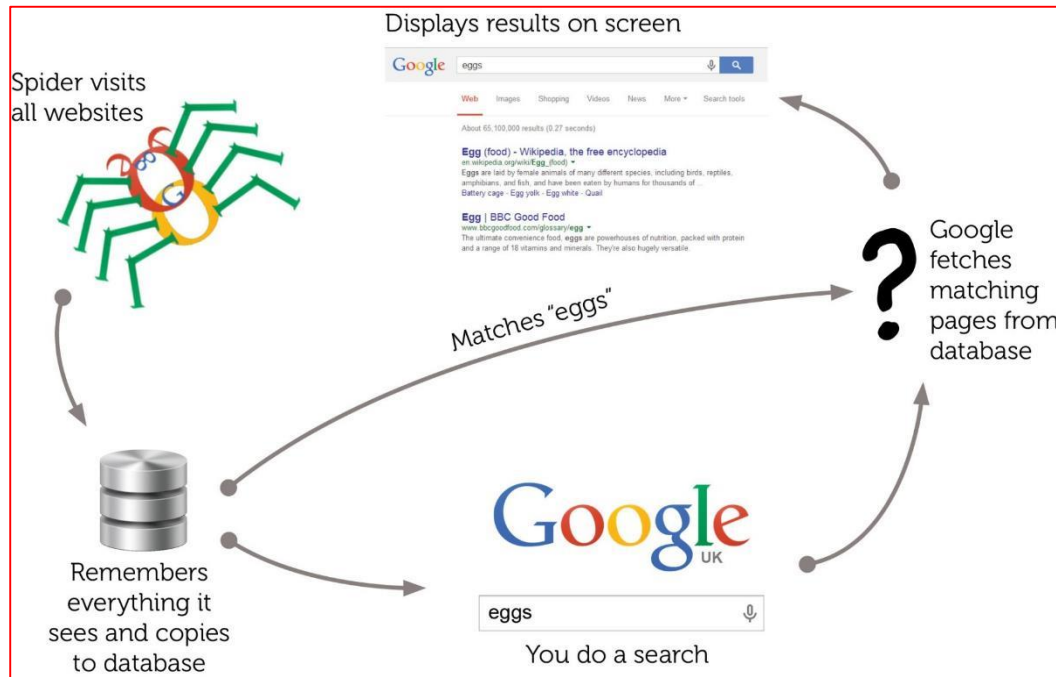 Displays results on screen
Google
eggs
Web Images Shopping Videos News More Search tools
About 65,100,000 results (0.27 seconds)
Egg (food) - Wikipedia, the free encyclopedia
en.wikipedia.org/wiki/Egg_(food)
Eggs are laid by female animals of many different species, including birds, reptiles,
amphibians, and fish, and have been eaten by humans for thousands of ...
Battery cage - Egg yolk - Egg white - Quail
Egg | BBC Good Food
www.bbcgoodfood.com/glossary/egg
The ultimate convenience food, eggs are powerhouses of nutrition, packed with protein
and a range of 18 vitamins and minerals. They're also hugely versatile.
Spider visits
all websites
Google
fetches
matching
pages from
database
Matches "eggs"
Remembers
everything it
sees and copies
to database
Google
UK
eggs
You do a search